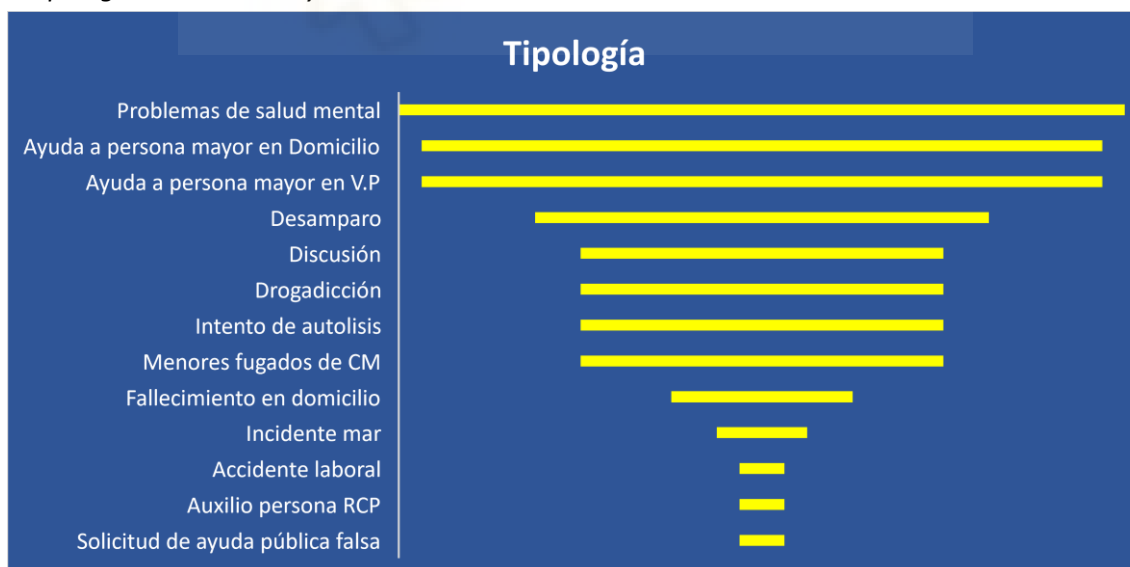 Tipología
Problemas de salud mental
Ayuda a persona mayor en Domicilio
Ayuda a persona mayor en V.P
Desamparo
Discusión
Drogadicción
Intento de autolisis
Menores fugados de CM
Fallecimiento en domicilio
Incidente mar
Accidente laboral
Auxilio persona RCP
Solicitud de ayuda pública falsa